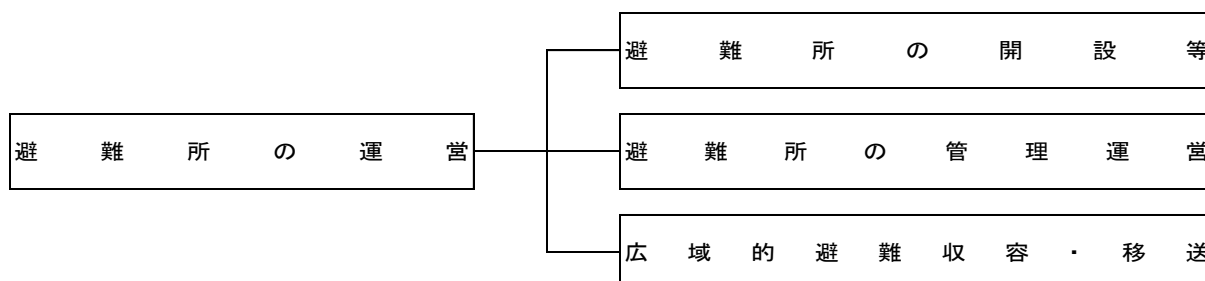 避難所の運営
避難所の開設等
避難所の管理運営
広域的避難収容・移送